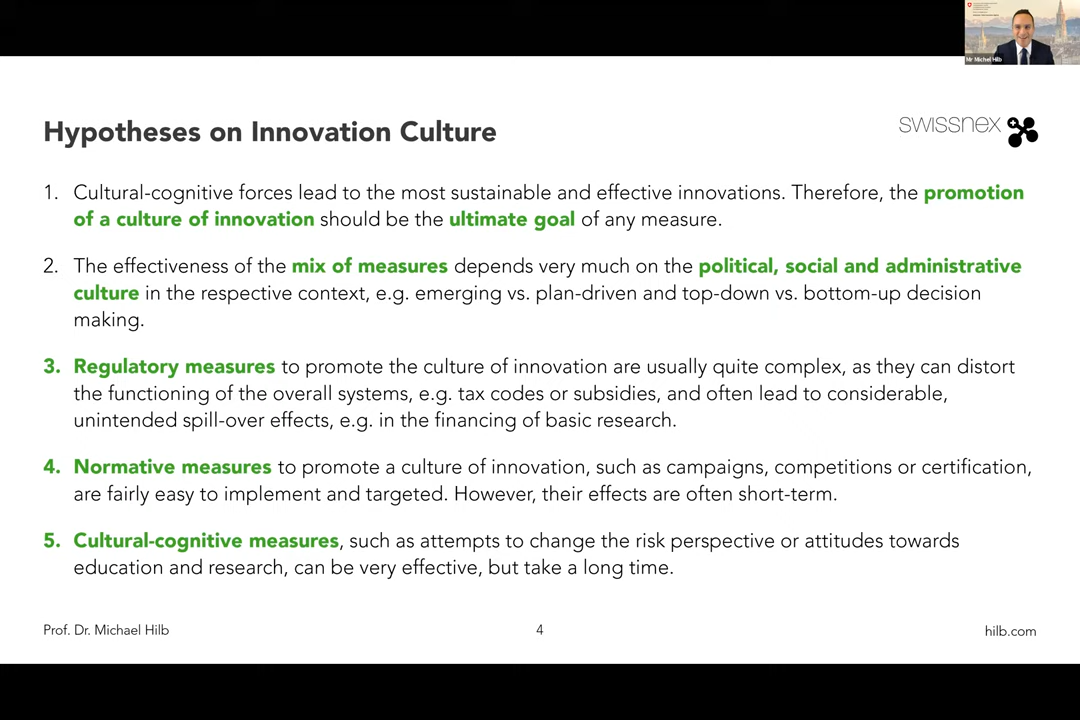 Mr Michel Hilb
Hypotheses on Innovation Culture
swissnex
1. Cultural-cognitive forces lead to the most sustainable and effective innovations. Therefore, the promotion
of a culture of innovation should be the ultimate goal of any measure.
2. The effectiveness of the mix of measures depends very much on the political, social and administrative
culture in the respective context, e.g. emerging vs. plan-driven and top-down vs. bottom-up decision
making.
3. Regulatory measures to promote the culture of innovation are usually quite complex, as they can distort
the functioning of the overall systems, e.g. tax codes or subsidies, and often lead to considerable,
unintended spill-over effects, e.g. in the financing of basic research.
4. Normative measures to promote a culture of innovation, such as campaigns, competitions or certification,
are fairly easy to implement and targeted. However, their effects are often short-term.
5. Cultural-cognitive measures, such as attempts to change the risk perspective or attitudes towards
education and research, can be very effective, but take a long time.
Prof. Dr. Michael Hilb
4
hilb.com